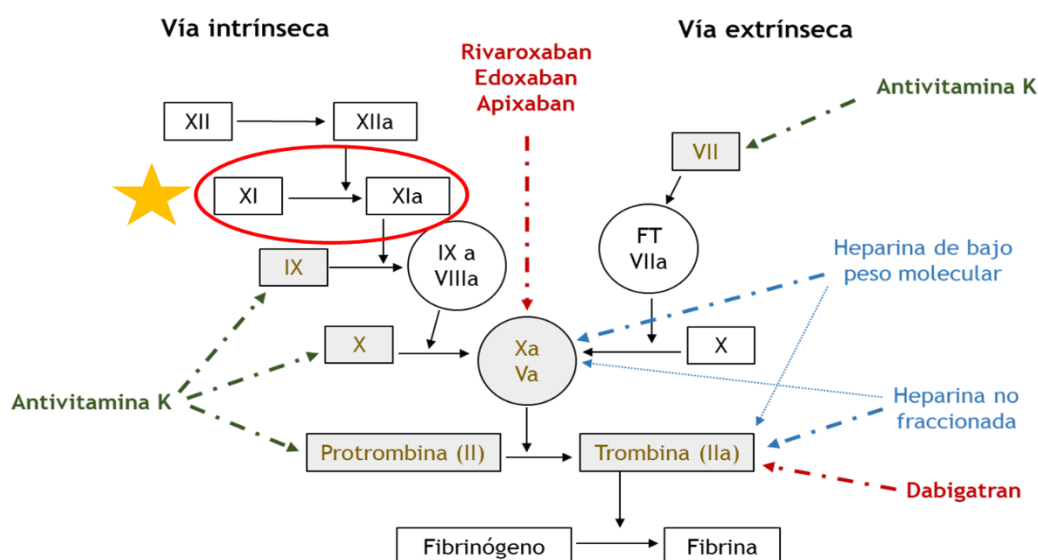 Vía intrínseca
Vía extrínseca
Rivaroxaban
Edoxaban
Apixaban
Antivitamina K
XII
XIIa
VII
XI
XIa
FT
VIIa
IX
IX a
VIIIa
Heparina de bajo
peso molecular
X
Xa
Va
X
Antivitamina K
Heparina no
fraccionada
Protrombina (II)
Trombina (IIa)
Dabigatran
Fibrinógeno
Fibrina